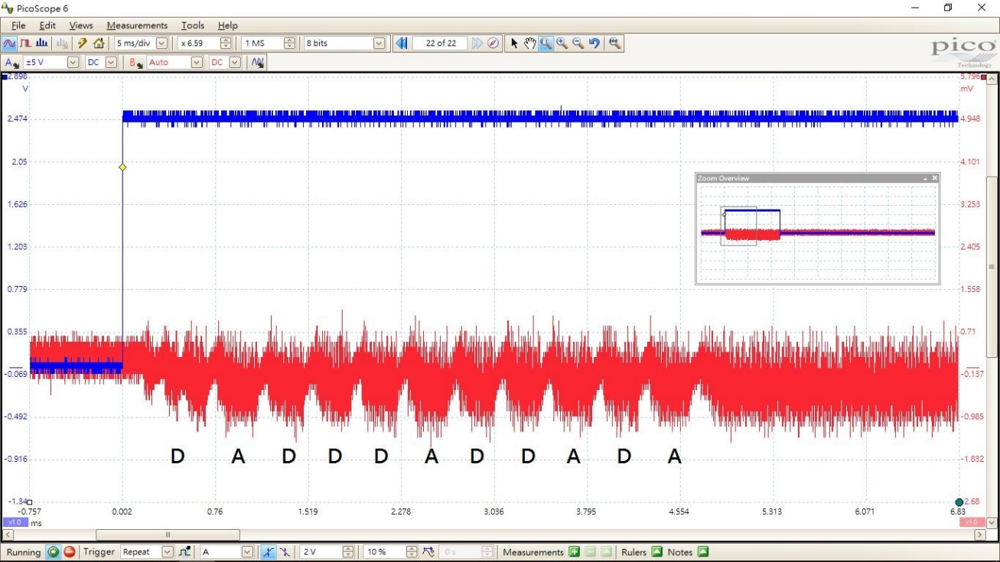 PicoScope 6
File Edit Views Measurements Tools Help
5 ms/div x 6.59 1 MS 8 bits 22 of 22
pico
Technology
A ±5 V DC B Auto DC
2.898 5.796
V mV
2.474 4.948
2.05 4.101
Zoom Overview
1.626 3.253
1.203 2.405
0.779 1.558
0.355 0.71
-0.069 -0.137
-0.492 -0.985
-0.916 D A D D D A D D A D A -1.832
-1.34 2.68
-0.757 0.002 0.76 1.519 2.278 3.036 3.795 4.554 5.313 6.071 6.83
x1.0 ms x1.0
Running Trigger Repeat A 2 V 10 % 0 s Measurements Rulers Notes